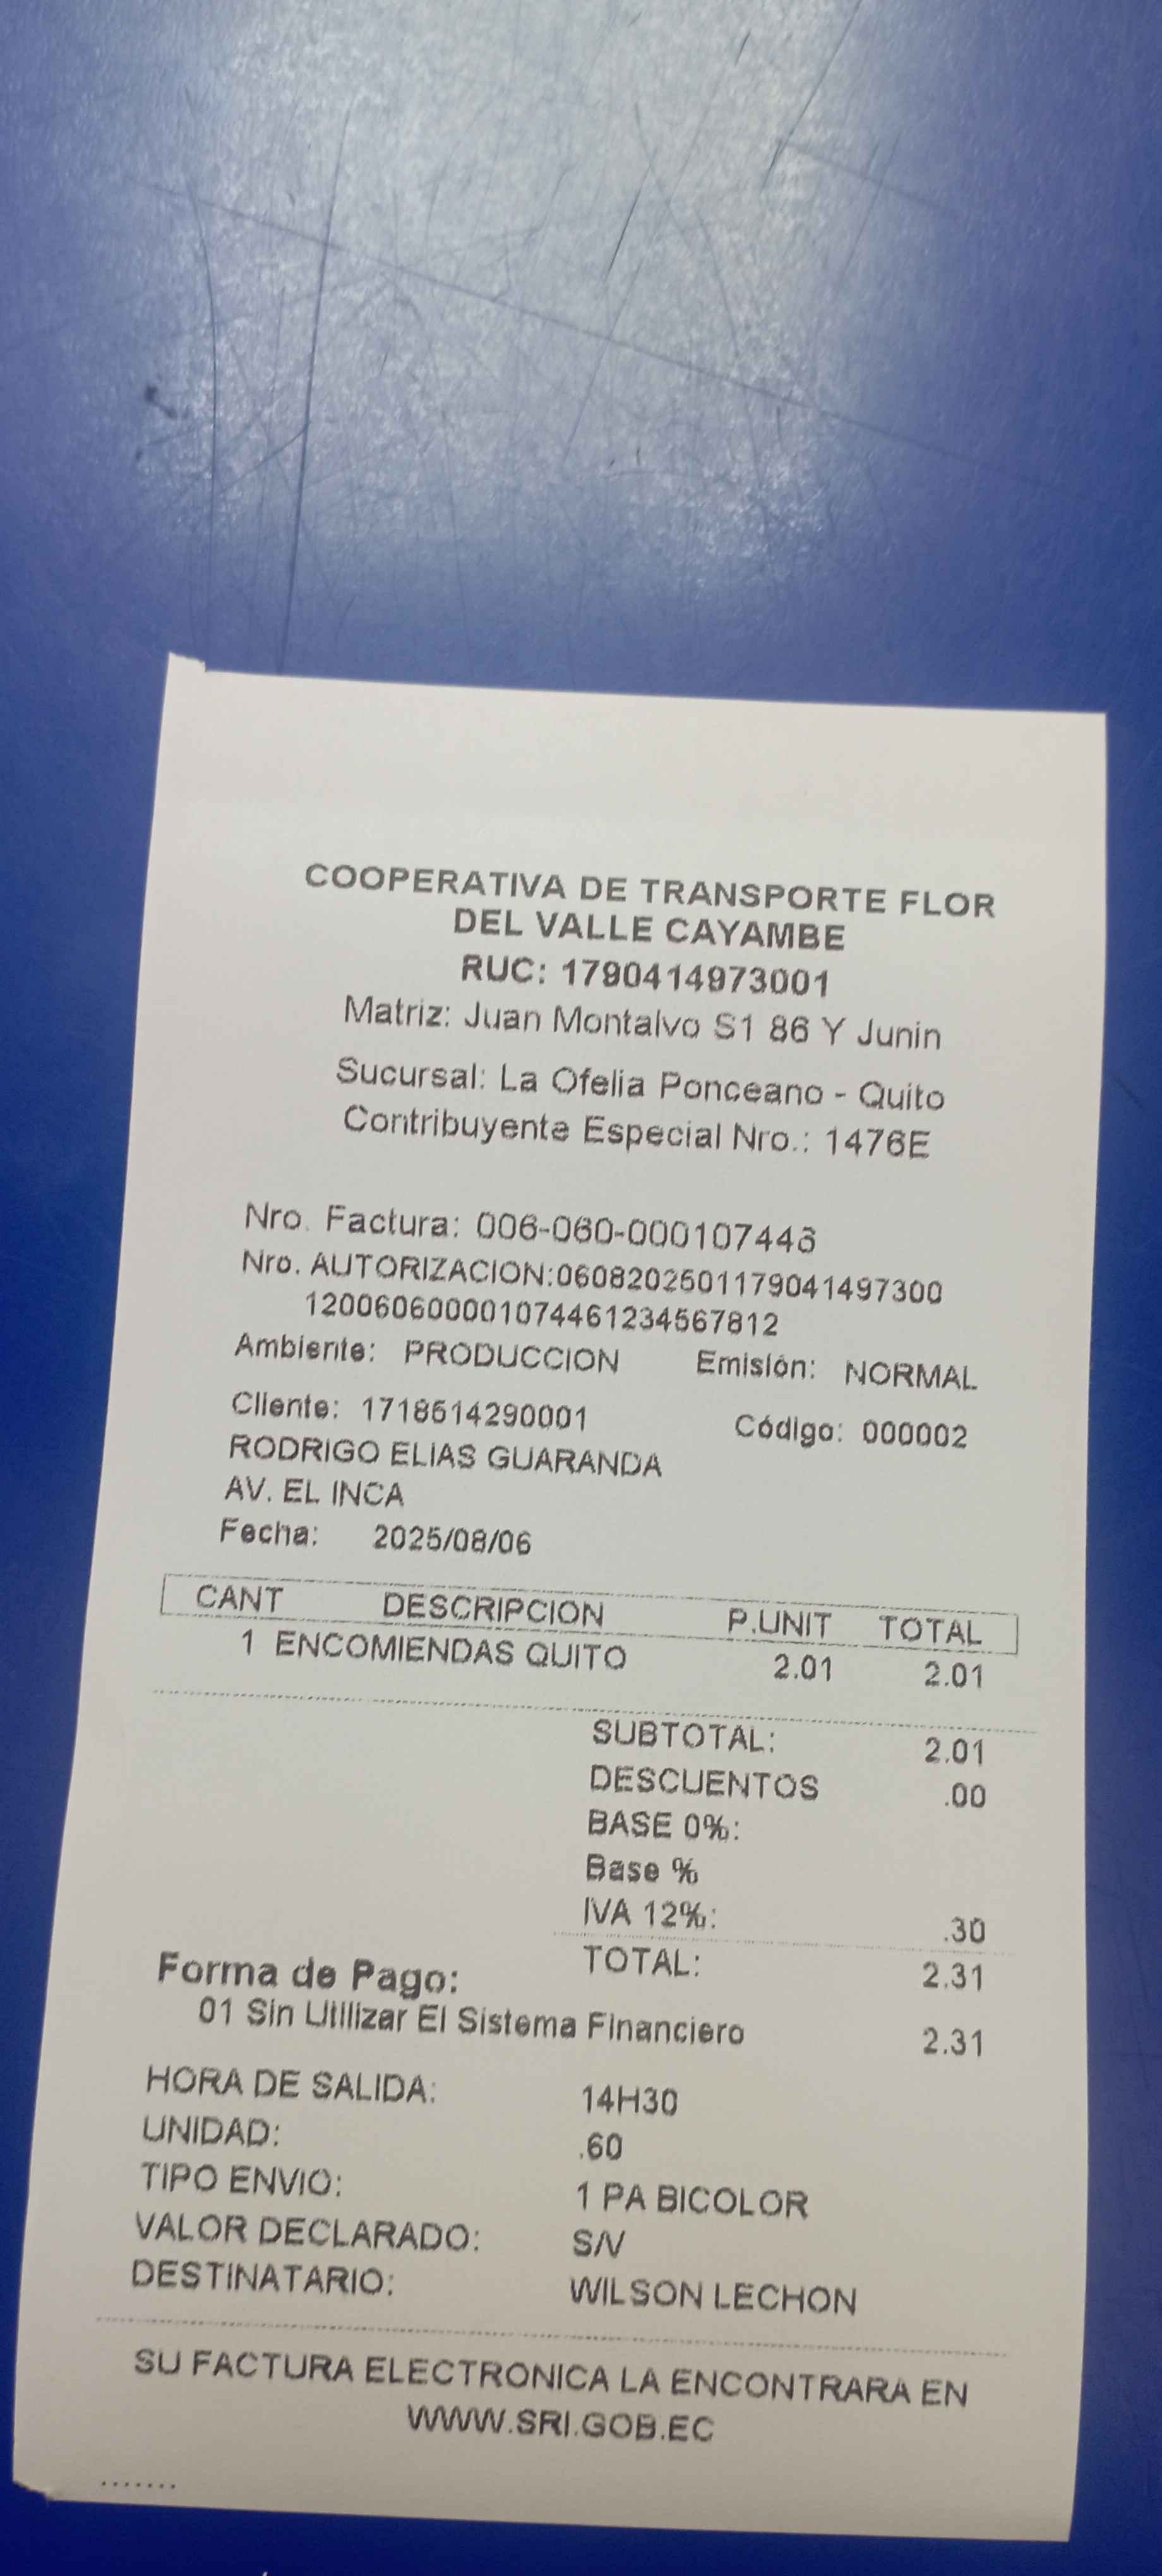 COOPERATIVA DE TRANSPORTE FLOR
DEL VALLE CAYAMBE
RUC: 1790414973001
Matriz: Juan Montalvo S1 86 Y Junin
Sucursal: La Ofelia Ponceano - Quito
Contribuyente Especial Nro.: 1476E
Nro. Factura: 006-060-000107446
Nro. AUTORIZACION:0608202501179041497300
120060600001074461234567812
Ambiente: PRODUCCION Emisión: NORMAL
Cliente: 1718514290001 Código: 000002
RODRIGO ELIAS GUARANDA
AV. EL INCA
Fecha: 2025/08/06
CANT DESCRIPCION P.UNIT TOTAL
1 ENCOMIENDAS QUITO 2.01 2.01
SUBTOTAL: 2.01
DESCUENTOS .00
BASE 0%:
Base %
IVA 12%: .30
TOTAL: 2.31
Forma de Pago:
01 Sin Utilizar El Sistema Financiero 2.31
HORA DE SALIDA: 14H30
UNIDAD: .60
TIPO ENVIO: 1 PA BICOLOR
VALOR DECLARADO: S/V
DESTINATARIO: WILSON LECHON
SU FACTURA ELECTRONICA LA ENCONTRARA EN
WWW.SRI.GOB.EC
.......